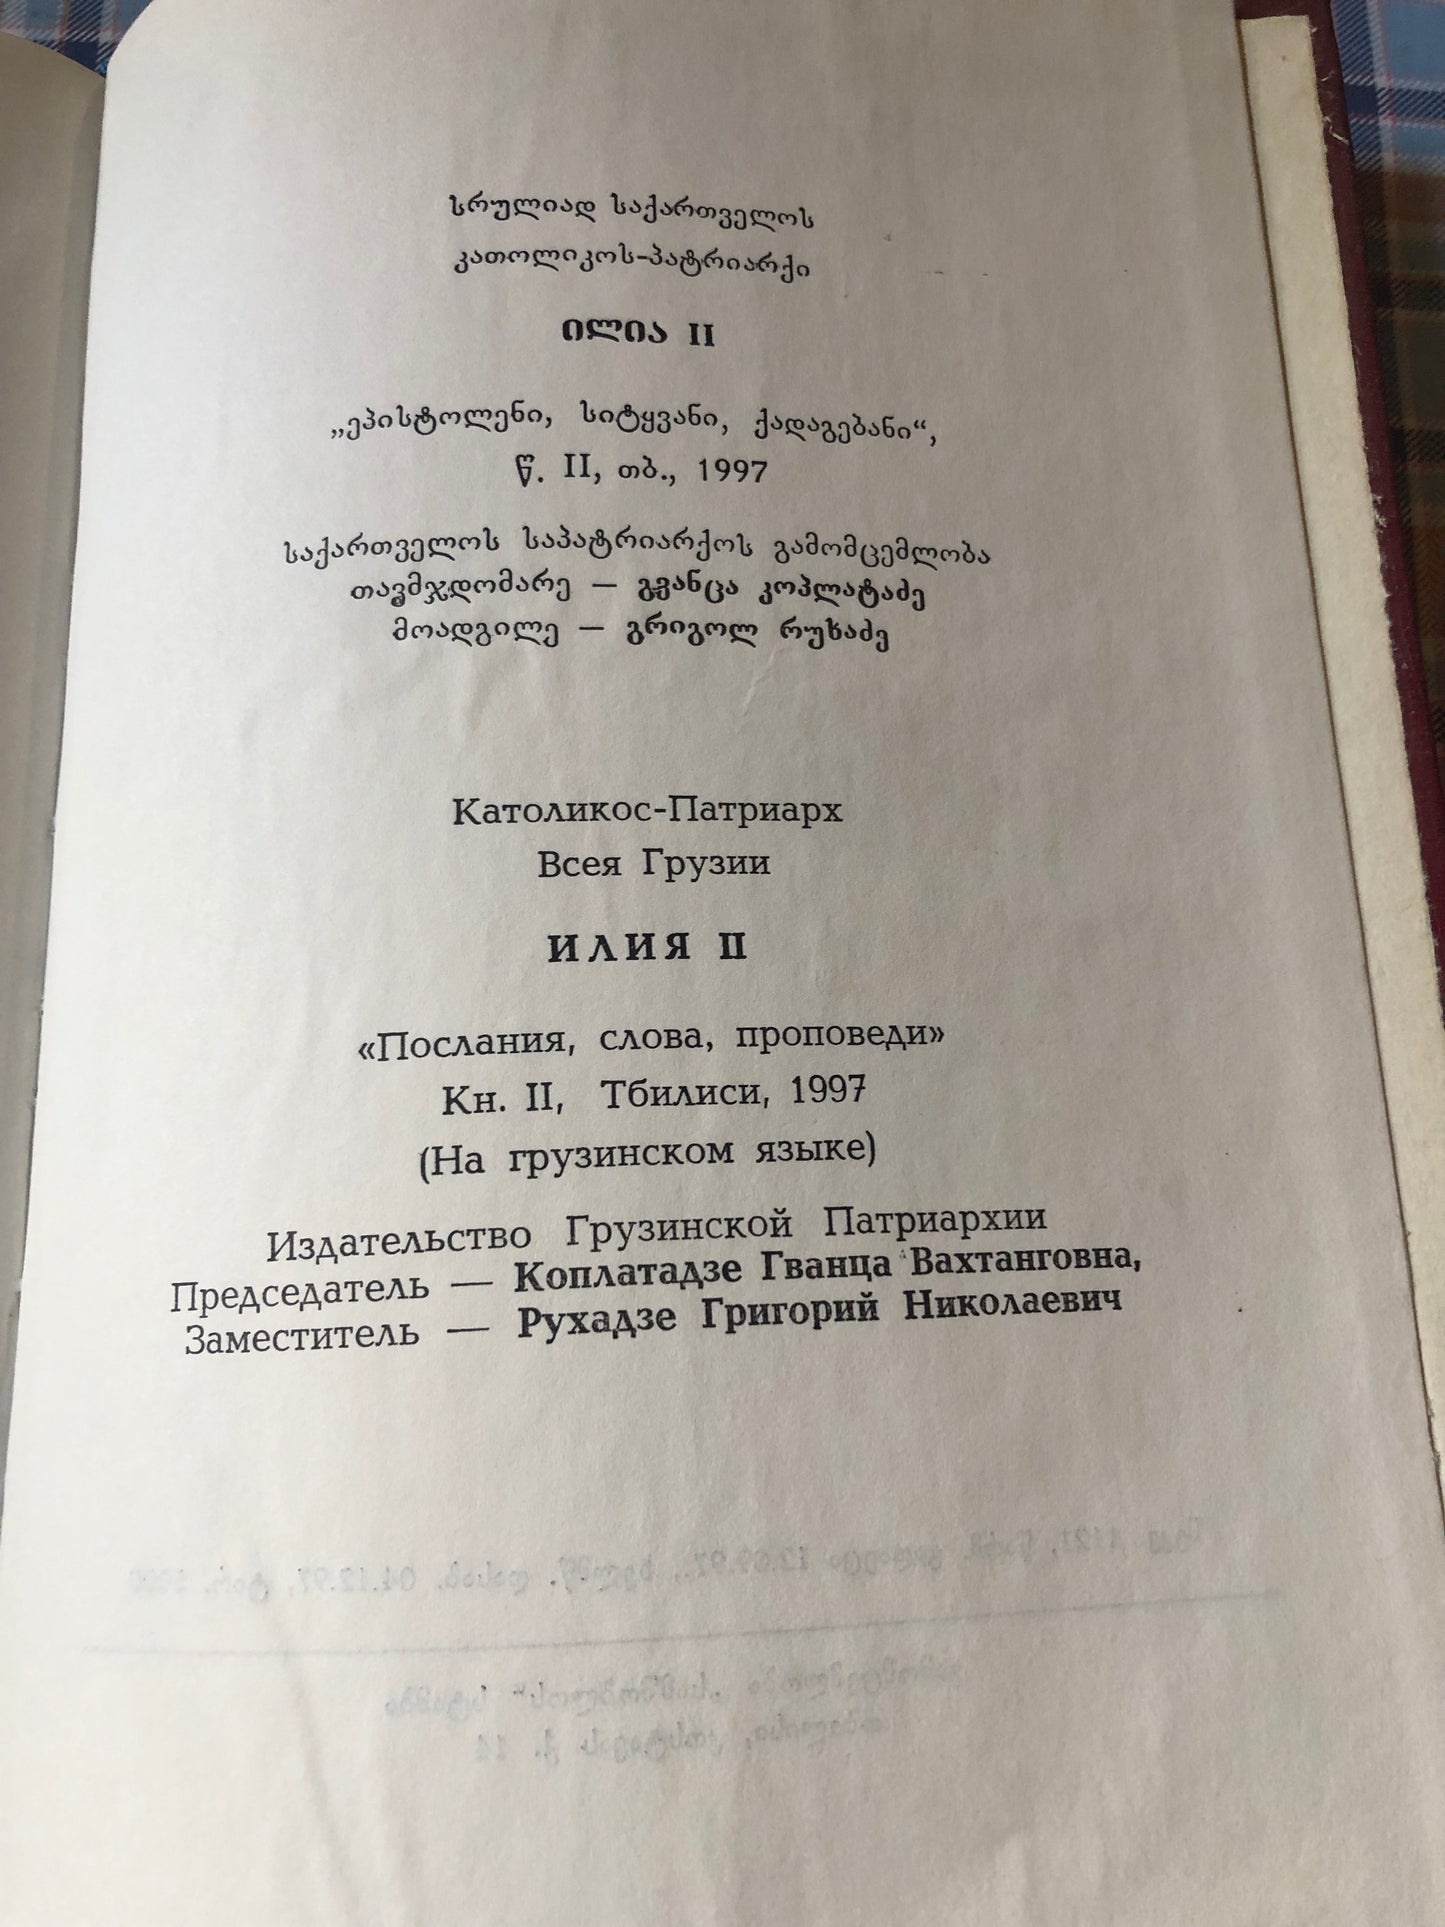 სრულიად საქართველოს
კათოლიკოს-პატრიარქი
ილია II
„ეპისტოლენი, სიტყვანი, ქადაგებანი“,
წ. II, თბ., 1997
საქართველოს საპატრიარქოს გამომცემლობა
თავმჯდომარე — გვანცა კოპლატაძე
მოადგილე — გრიგოლ რუხაძე
Католикос-Патриарх
Всея Грузии
ИЛИЯ II
«Послания, слова, проповеди»
Кн. II, Тбилиси, 1997
(На грузинском языке)
Издательство Грузинской Патриархии
Председатель — Коплатадзе Гванца Вахтанговна,
Заместитель — Рухадзе Григорий Николаевич